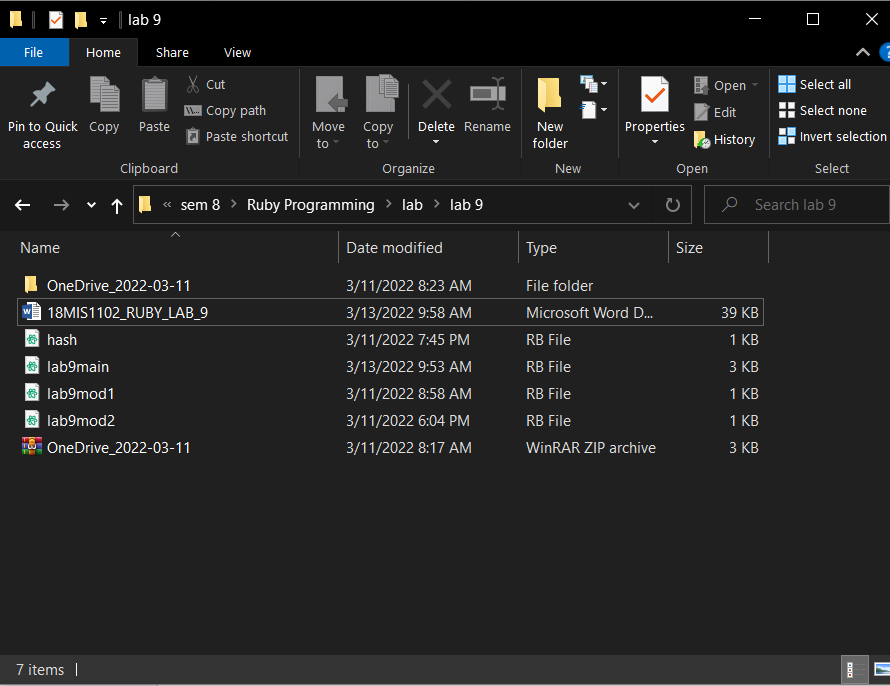 lab 9
File Home Share View
Pin to Quick access
Copy
Paste
Cut
Copy path
Paste shortcut
Clipboard
Move to
Copy to
Delete
Rename
Organize
New folder
New
Properties
Open
Edit
History
Open
Select all
Select none
Invert selection
Select
« sem 8 > Ruby Programming > lab > lab 9
Search lab 9
Name Date modified Type Size
OneDrive_2022-03-11 3/11/2022 8:23 AM File folder
18MIS1102_RUBY_LAB_9 3/13/2022 9:58 AM Microsoft Word D... 39 KB
hash 3/11/2022 7:45 PM RB File 1 KB
lab9main 3/13/2022 9:53 AM RB File 3 KB
lab9mod1 3/11/2022 8:58 AM RB File 1 KB
lab9mod2 3/11/2022 6:04 PM RB File 1 KB
OneDrive_2022-03-11 3/11/2022 8:17 AM WinRAR ZIP archive 3 KB
7 items